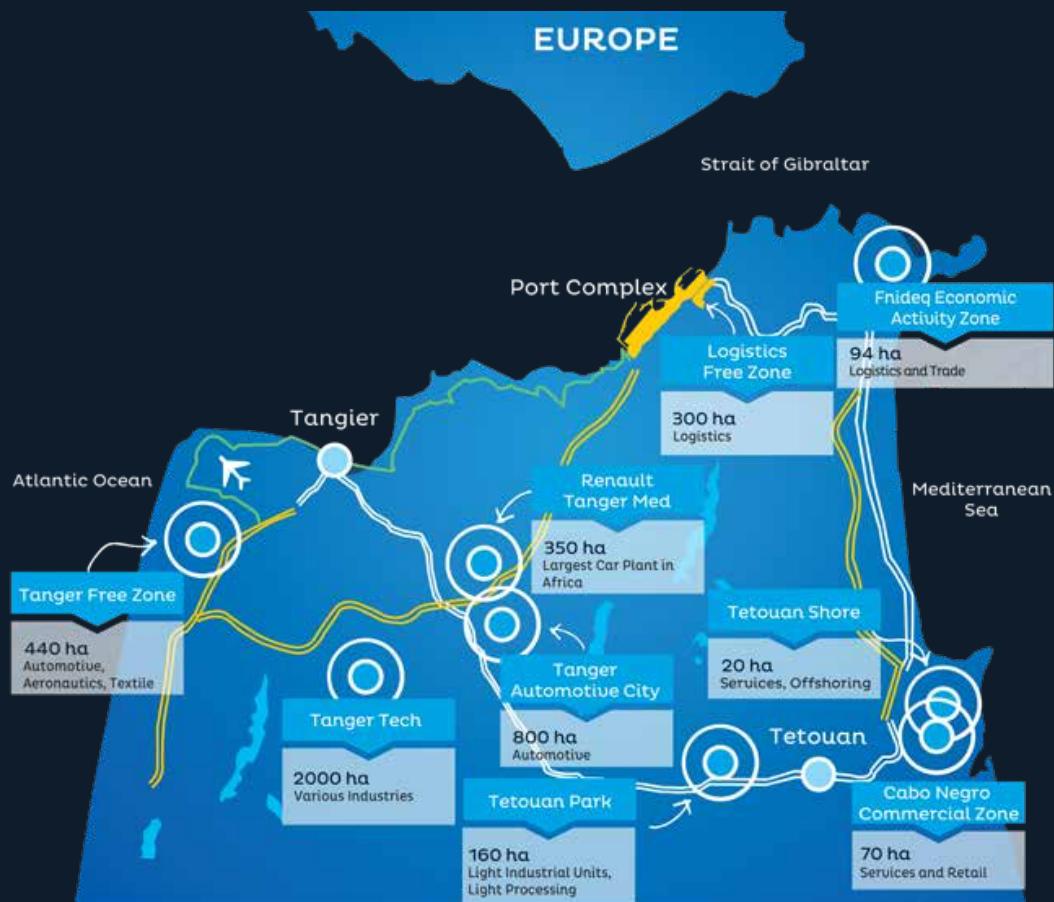 EUROPE
Strait of Gibraltar
Port Complex
Fnideq Economic
Activity Zone
94 ha
Logistics and Trade
Logistics
Free Zone
300 ha
Logistics
Tangier
Atlantic Ocean
Mediterranean
Sea
Renault
Tanger Med
350 ha
Largest Car Plant in
Africa
Tanger Free Zone
440 ha
Automotive,
Aeronautics, Textile
Tetouan Shore
20 ha
Services, Offshoring
Tanger
Automotive City
800 ha
Automotive
Tanger Tech
2000 ha
Various Industries
Tetouan
Tetouan Park
160 ha
Light Industrial Units,
Light Processing
Cabo Negro
Commercial Zone
70 ha
Services and Retail